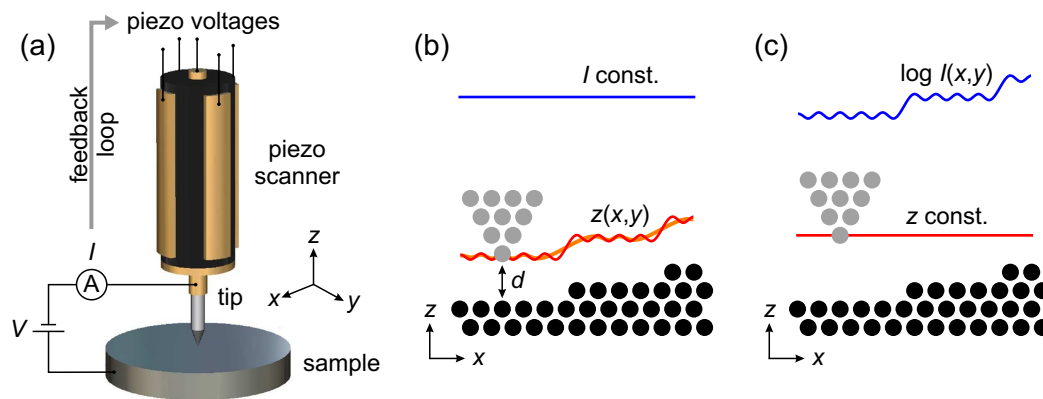 (a)
piezo voltages
feedback
loop
piezo
scanner
I
A
tip
z
x
y
V
sample
(b)
I const.
z(x,y)
d
z
x
(c)
log I(x,y)
z const.
z
x